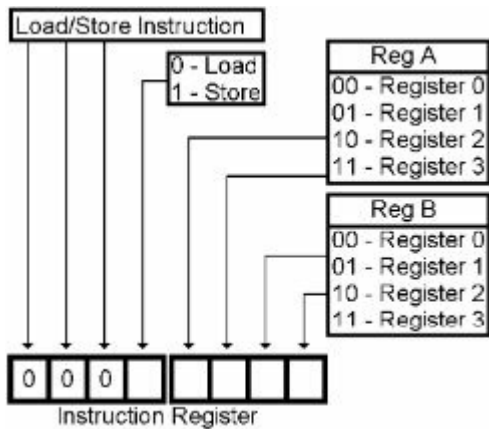 Load/Store Instruction
0 - Load
1 - Store
Reg A
00 - Register 0
01 - Register 1
10 - Register 2
11 - Register 3
Reg B
00 - Register 0
01 - Register 1
10 - Register 2
11 - Register 3
0 0 0
Instruction Register